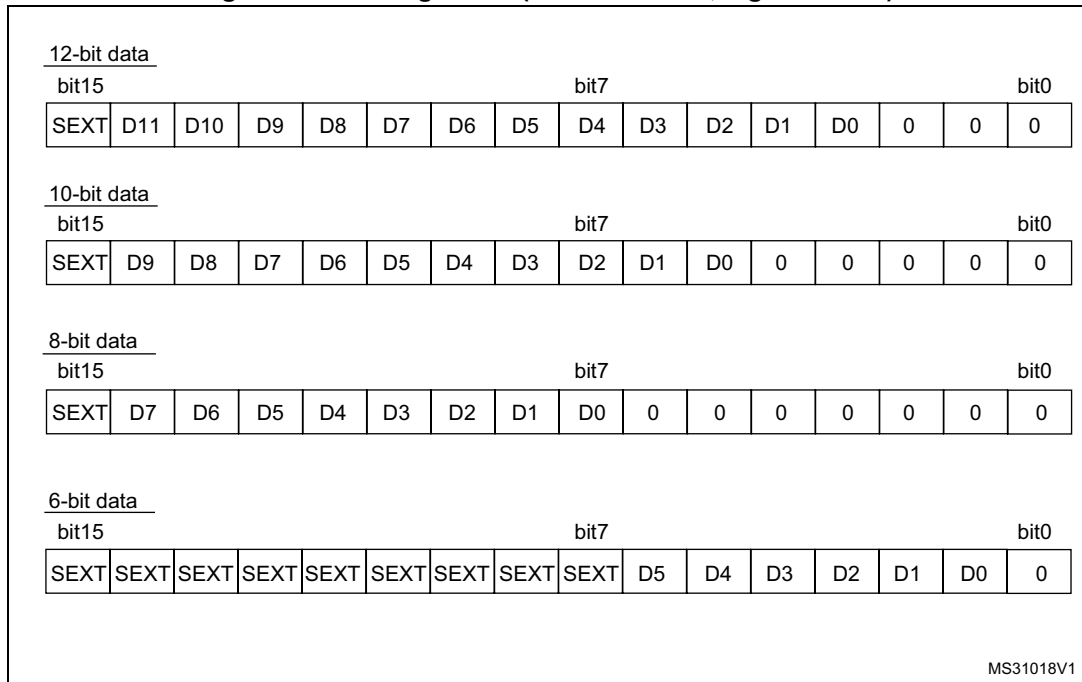 12-bit data
bit15 bit7 bit0
SEXT D11 D10 D9 D8 D7 D6 D5 D4 D3 D2 D1 D0 0 0 0
10-bit data
bit15 bit7 bit0
SEXT D9 D8 D7 D6 D5 D4 D3 D2 D1 D0 0 0 0 0 0
8-bit data
bit15 bit7 bit0
SEXT D7 D6 D5 D4 D3 D2 D1 D0 0 0 0 0 0 0 0
6-bit data
bit15 bit7 bit0
SEXT SEXT SEXT SEXT SEXT SEXT SEXT SEXT SEXT D5 D4 D3 D2 D1 D0 0
MS31018V1